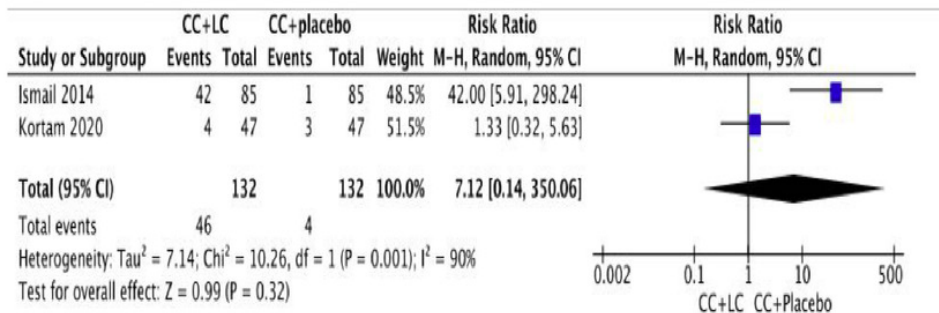 CC+LC CC+placebo Risk Ratio Risk Ratio
Study or Subgroup Events Total Events Total Weight M-H, Random, 95% CI M-H, Random, 95% CI
Ismail 2014 42 85 1 85 48.5% 42.00 [5.91, 298.24]
Kortam 2020 4 47 3 47 51.5% 1.33 [0.32, 5.63]
Total (95% CI) 132 132 100.0% 7.12 [0.14, 350.06]
Total events 46 4
Heterogeneity: Tau² = 7.14; Chi² = 10.26, df = 1 (P = 0.001); I² = 90%
Test for overall effect: Z = 0.99 (P = 0.32)
0.002 0.1 1 10 500
CC+LC CC+Placebo